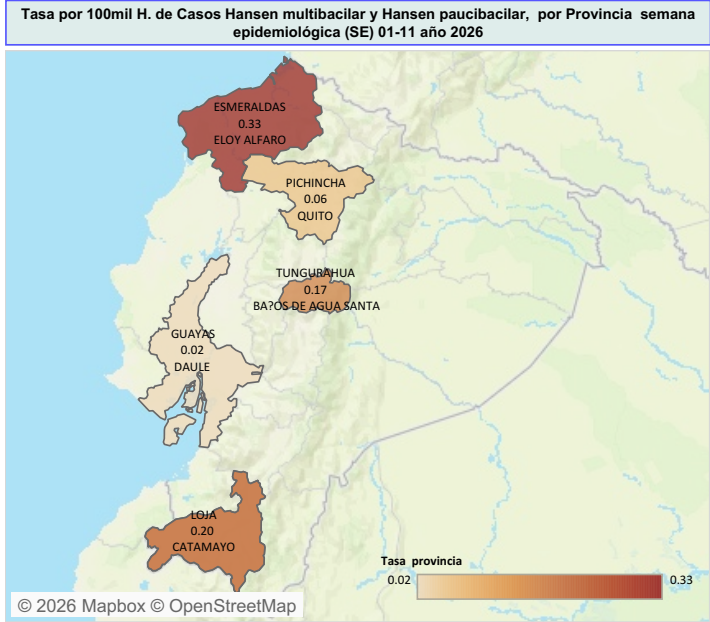 Tasa por 100mil H. de Casos Hansen multibacilar y Hansen paucibacilar, por Provincia semana
epidemiológica (SE) 01-11 año 2026
ESMERALDAS
0.33
ELOY ALFARO
PICHINCHA
0.06
QUITO
TUNGURAHUA
0.17
BA?OS DE AGUA SANTA
GUAYAS
0.02
DAULE
LOJA
0.20
CATAMAYO
Tasa provincia
0.02
0.33
© 2026 Mapbox © OpenStreetMap